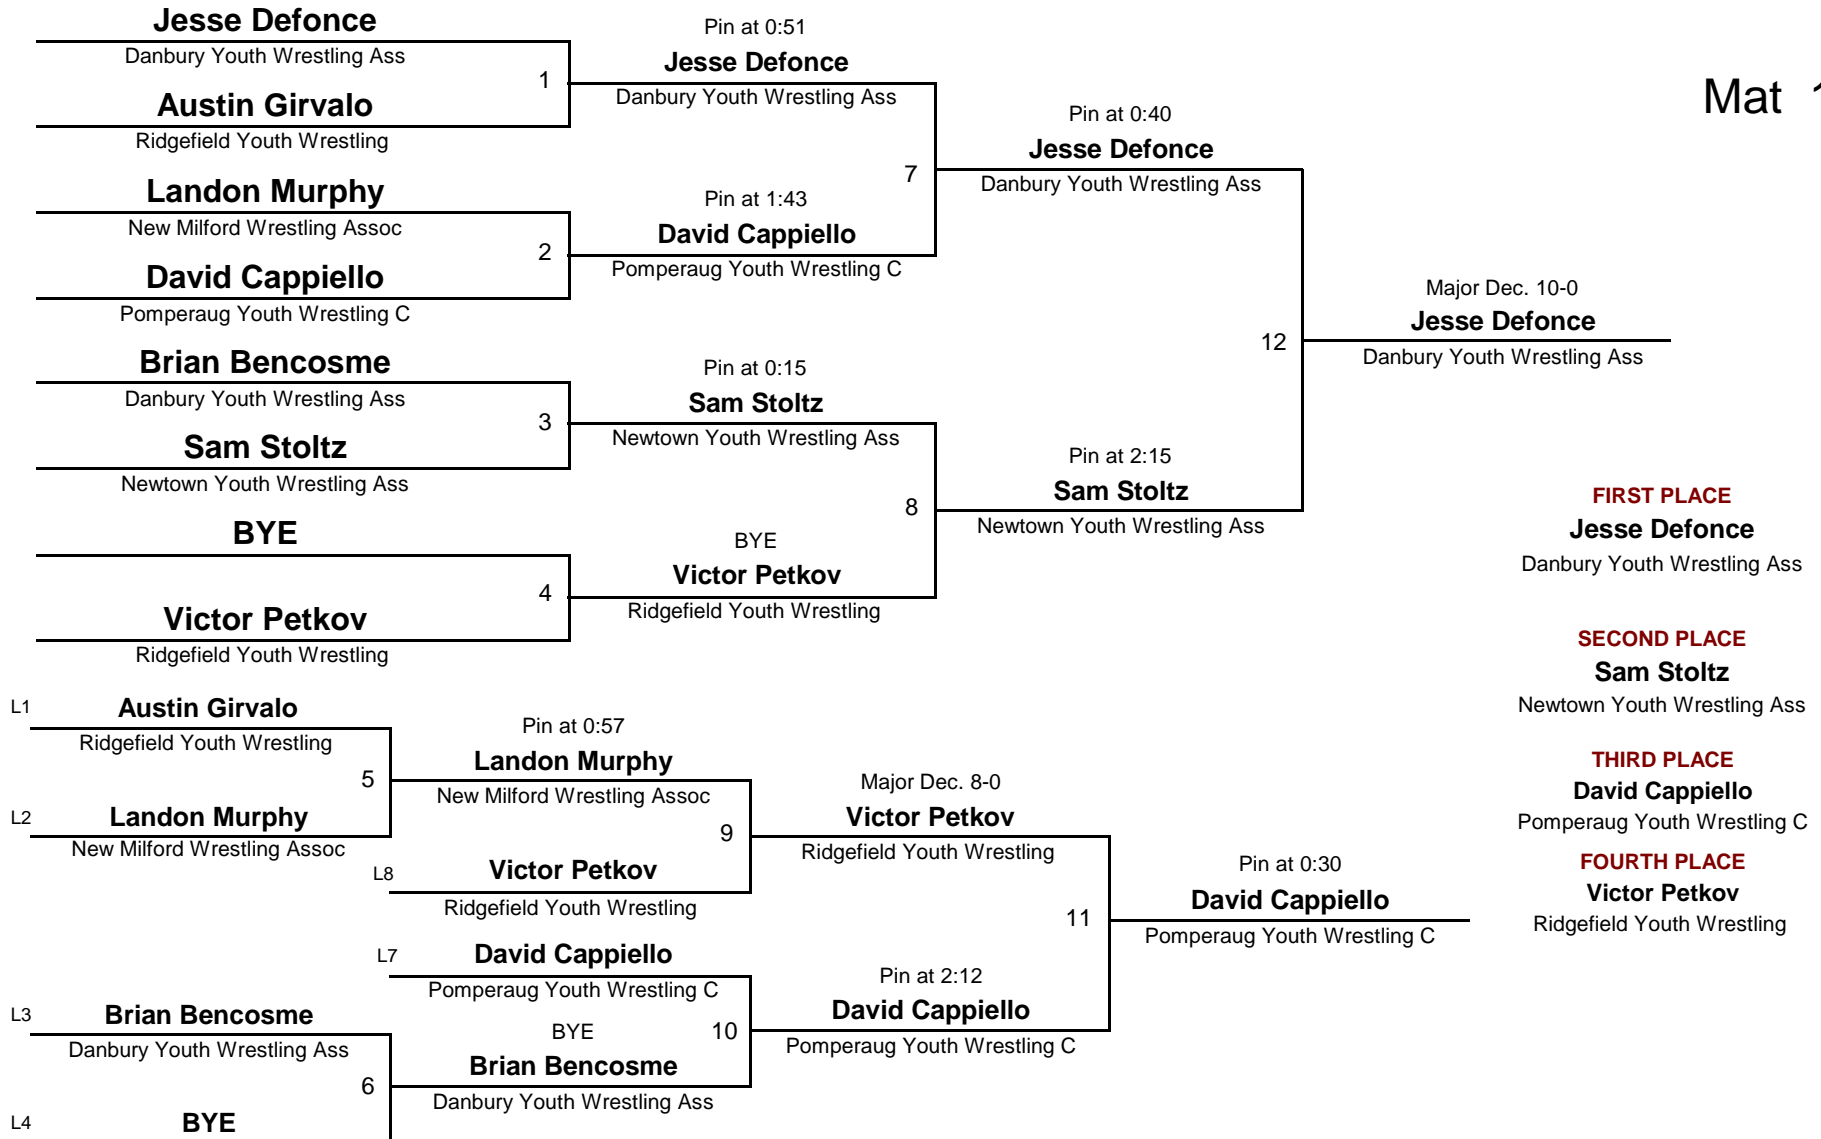 Jesse Defonce
Danbury Youth Wrestling Ass
1
Austin Girvalo
Ridgefield Youth Wrestling
Landon Murphy
New Milford Wrestling Assoc
2
David Cappiello
Pomperaug Youth Wrestling C
Brian Bencosme
Danbury Youth Wrestling Ass
3
Sam Stoltz
Newtown Youth Wrestling Ass
BYE
4
Victor Petkov
Ridgefield Youth Wrestling
Pin at 0:51
Jesse Defonce
Danbury Youth Wrestling Ass
7
Pin at 1:43
David Cappiello
Pomperaug Youth Wrestling C
Pin at 0:15
Sam Stoltz
Newtown Youth Wrestling Ass
8
BYE
Victor Petkov
Ridgefield Youth Wrestling
Pin at 0:40
Jesse Defonce
Danbury Youth Wrestling Ass
12
Pin at 2:15
Sam Stoltz
Newtown Youth Wrestling Ass
Mat
Major Dec. 10-0
Jesse Defonce
Danbury Youth Wrestling Ass
FIRST PLACE
Jesse Defonce
Danbury Youth Wrestling Ass
SECOND PLACE
Sam Stoltz
Newtown Youth Wrestling Ass
THIRD PLACE
David Cappiello
Pomperaug Youth Wrestling C
FOURTH PLACE
Victor Petkov
Ridgefield Youth Wrestling
L1 Austin Girvalo
Ridgefield Youth Wrestling
5
L2 Landon Murphy
New Milford Wrestling Assoc
Pin at 0:57
Landon Murphy
New Milford Wrestling Assoc
9
L8 Victor Petkov
Ridgefield Youth Wrestling
L7 David Cappiello
Pomperaug Youth Wrestling C
10
BYE
Brian Bencosme
Danbury Youth Wrestling Ass
L3 Brian Bencosme
Danbury Youth Wrestling Ass
6
L4 BYE
Major Dec. 8-0
Victor Petkov
Ridgefield Youth Wrestling
11
Pin at 2:12
David Cappiello
Pomperaug Youth Wrestling C
Pin at 0:30
David Cappiello
Pomperaug Youth Wrestling C